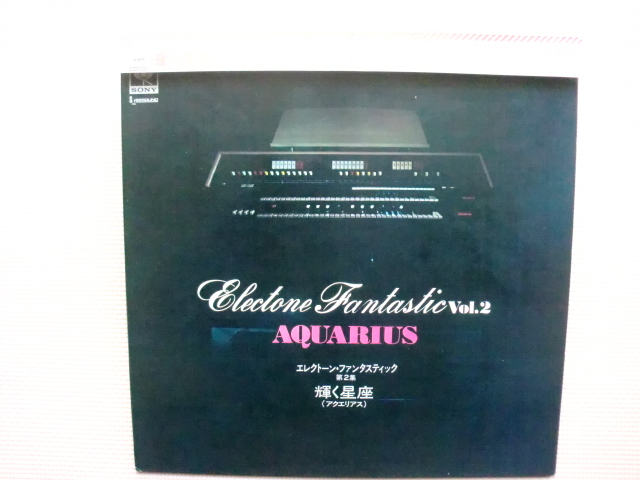 SONY
Electone Fantastic Vol.2
AQUARIUS
エレクトーン・ファンタスティック
第2集
輝く星座
(アクエリアス)